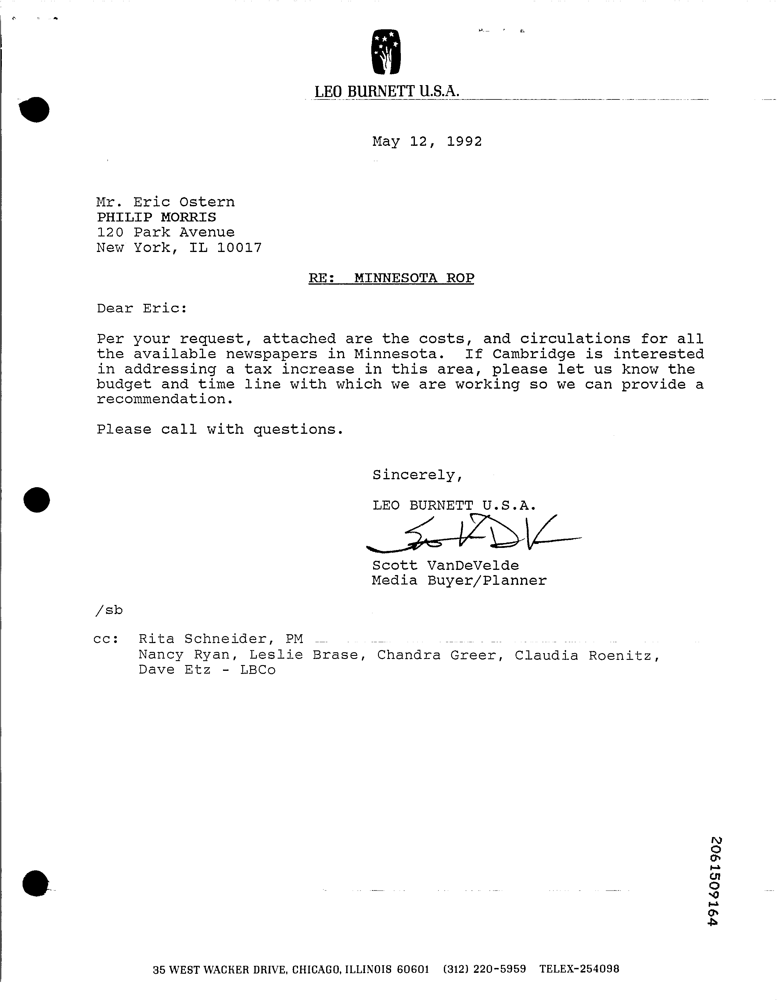 LEO BURNETT U.S.A.
May 12, 1992
Mr. Eric Ostern
PHILIP MORRIS
120 Park Avenue
New York, IL 10017
RE: MINNESOTA ROP
Dear Eric:
Per your request, attached are the costs, and circulations for all
the available newspapers in Minnesota. If Cambridge is interested
in addressing a tax increase in this area, please let us know the
budget and time line with which we are working so we can provide a
recommendation.
Please call with questions.
Sincerely,
LEO BURNETT U.S.A.
Scott VanDeVelde
Media Buyer/Planner
/sb
cc: Rita Schneider, PM
Nancy Ryan, Leslie Brase, Chandra Greer, Claudia Roenitz,
Dave Etz - LBCo
2061509164
35 WEST WACKER DRIVE, CHICAGO, ILLINOIS 60601 (312) 220-5959 TELEX-254098